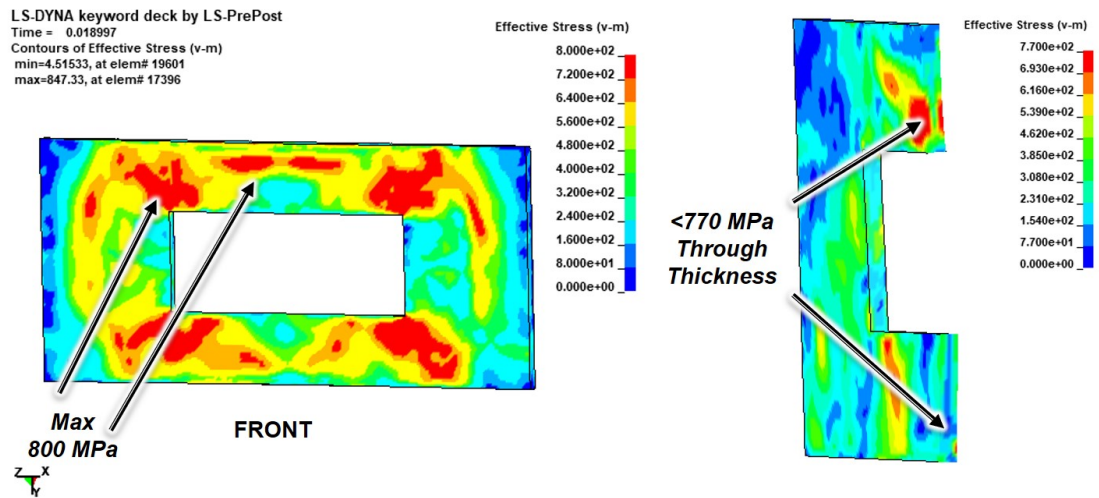 LS-DYNA keyword deck by LS-PrePost
Time = 0.018997
Contours of Effective Stress (v-m)
min=4.51533, at elem# 19601
max=847.33, at elem# 17396
Effective Stress (v-m)
8.000e+02
7.200e+02
6.400e+02
5.600e+02
4.800e+02
4.000e+02
3.200e+02
2.400e+02
1.600e+02
8.000e+01
0.000e+00
Max
800 MPa
FRONT
Z X
Y
Effective Stress (v-m)
7.700e+02
6.930e+02
6.160e+02
5.390e+02
4.620e+02
3.850e+02
3.080e+02
2.310e+02
1.540e+02
7.700e+01
0.000e+00
<770 MPa
Through
Thickness